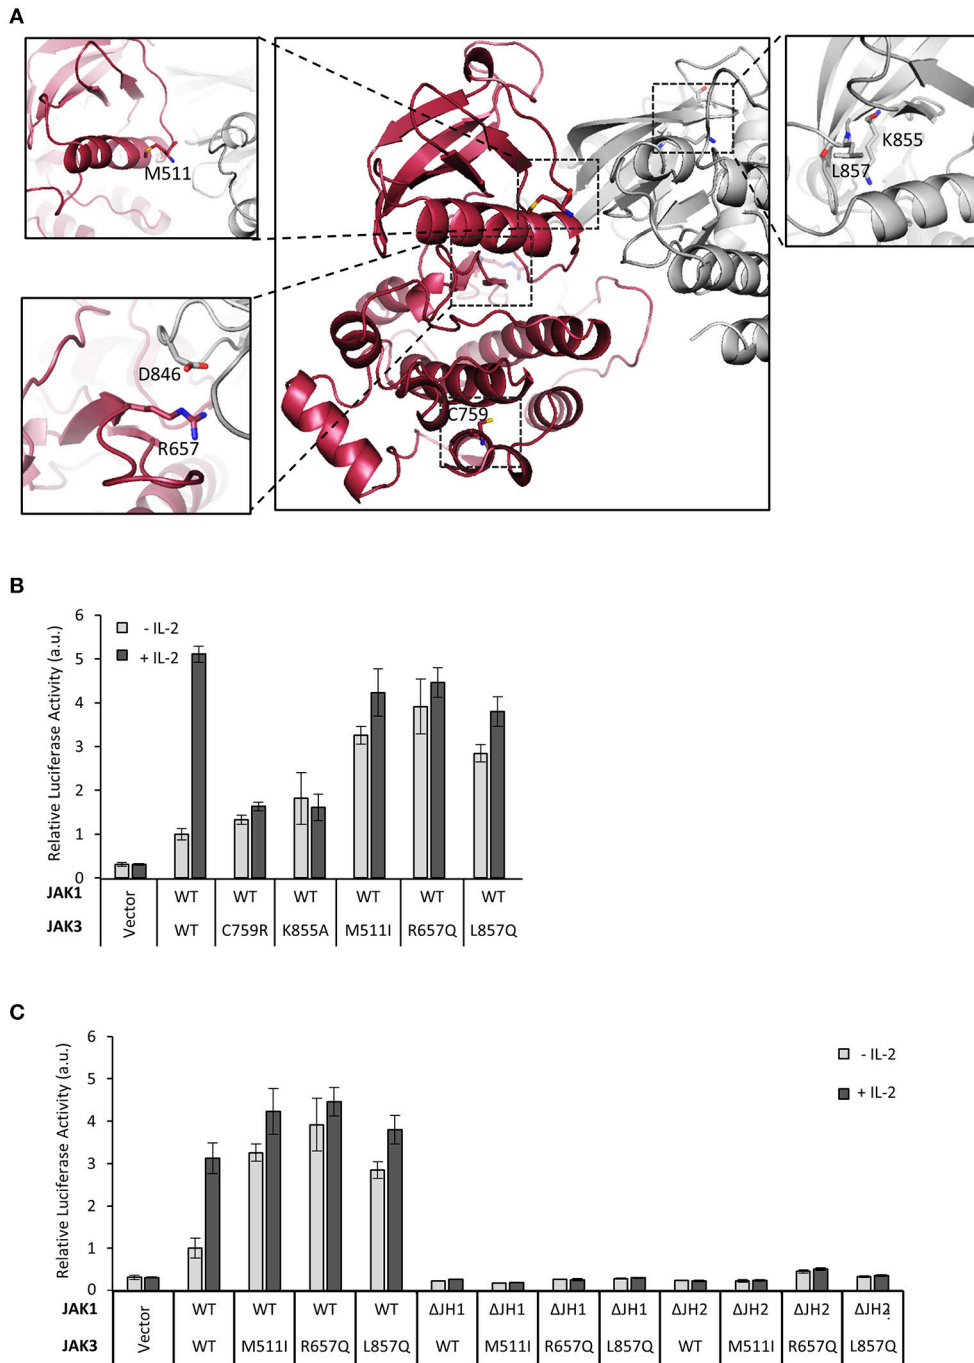 A
M511
K855
L857
D846
R657
C759
B
Relative Luciferase Activity (a.u.)
6
5
4
3
2
1
0
- IL-2
+ IL-2
JAK1 WT WT WT WT WT WT
JAK3 Vector WT C759R K855A M511I R657Q L857Q
C
Relative Luciferase Activity (a.u.)
6
5
4
3
2
1
0
- IL-2
+ IL-2
JAK1 WT WT WT WT ΔJH1 ΔJH1 ΔJH1 ΔJH1 ΔJH2 ΔJH2 ΔJH2 ΔJH2
JAK3 Vector WT M511I R657Q L857Q WT M511I R657Q L857Q WT M511I R657Q L857Q